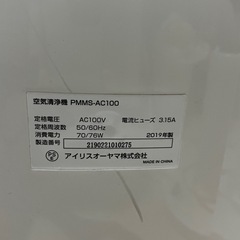 空気清浄機 PMMS-AC100
定格電圧 AC100V 電流ヒューズ 3.15A
定格周波数 50/60Hz
消費電力 70/76W 2019年製
製造番号 2190221010275
アイリスオーヤマ株式会社
MADE IN CHINA